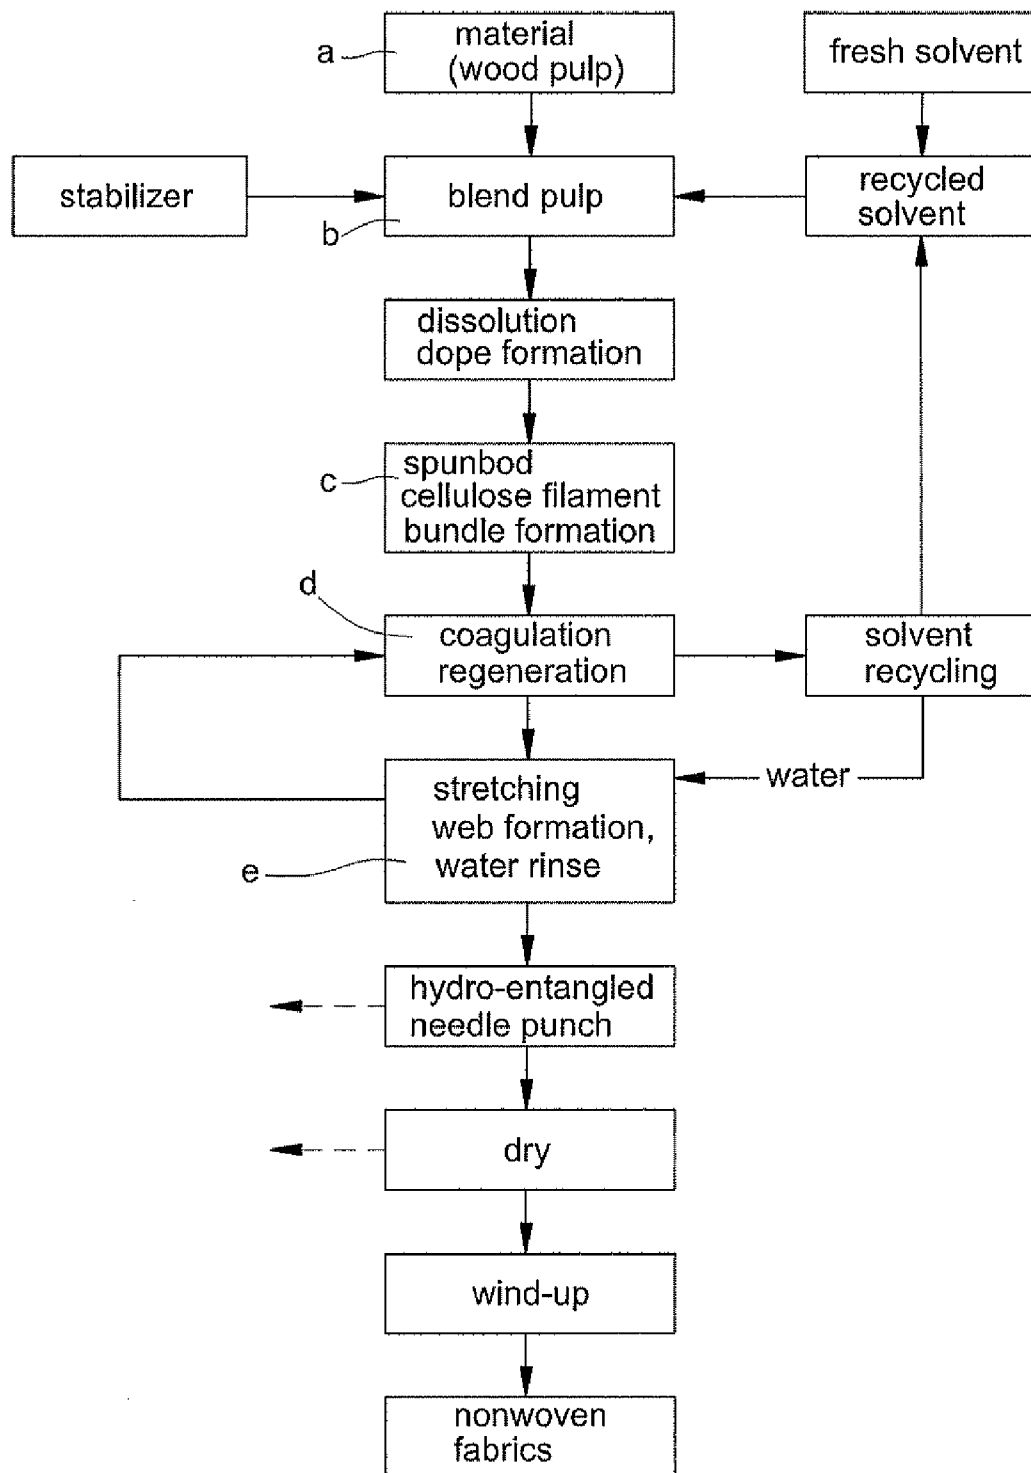 a
material
(wood pulp)
fresh solvent
stabilizer
blend pulp
b
recycled
solvent
dissolution
dope formation
c
spunbod
cellulose filament
bundle formation
d
coagulation
regeneration
solvent
recycling
water
stretching
web formation,
water rinse
e
hydro-entangled
needle punch
dry
wind-up
nonwoven
fabrics